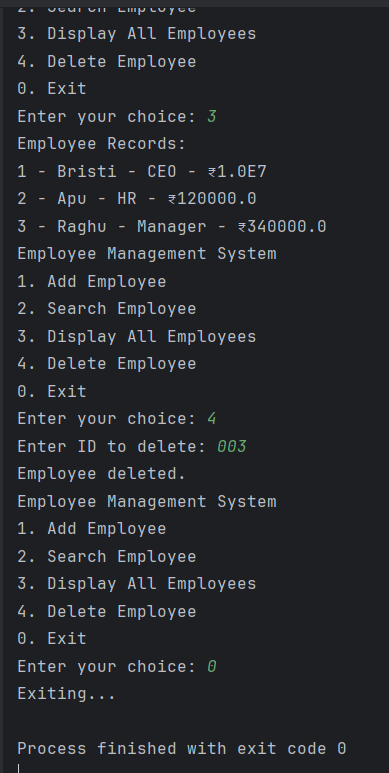 2. Search Employee
3. Display All Employees
4. Delete Employee
0. Exit
Enter your choice: 3
Employee Records:
1 - Bristi - CEO - ₹1.0E7
2 - Apu - HR - ₹120000.0
3 - Raghu - Manager - ₹340000.0
Employee Management System
1. Add Employee
2. Search Employee
3. Display All Employees
4. Delete Employee
0. Exit
Enter your choice: 4
Enter ID to delete: 003
Employee deleted.
Employee Management System
1. Add Employee
2. Search Employee
3. Display All Employees
4. Delete Employee
0. Exit
Enter your choice: 0
Exiting...
Process finished with exit code 0